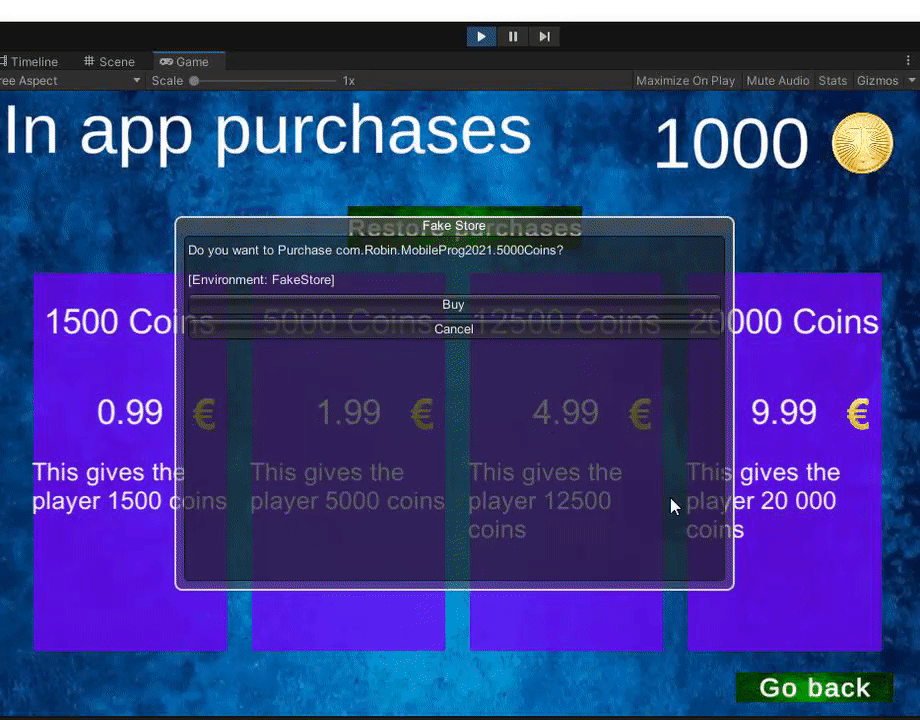 Timeline Scene Game
ree Aspect Scale 1x Maximize On Play Mute Audio Stats Gizmos
In app purchases 1000
Restore purchases
Fake Store
Do you want to Purchase com.Robin.MobileProg2021.5000Coins?
[Environment: FakeStore]
Buy
Cancel
1500 Coins
0.99 €
This gives the
player 1500 coins
5000 Coins
1.99 €
This gives the
player 5000 coins
12500 Coins
4.99 €
This gives the
player 12500
coins
20000 Coins
9.99 €
This gives the
player 20 000
coins
Go back